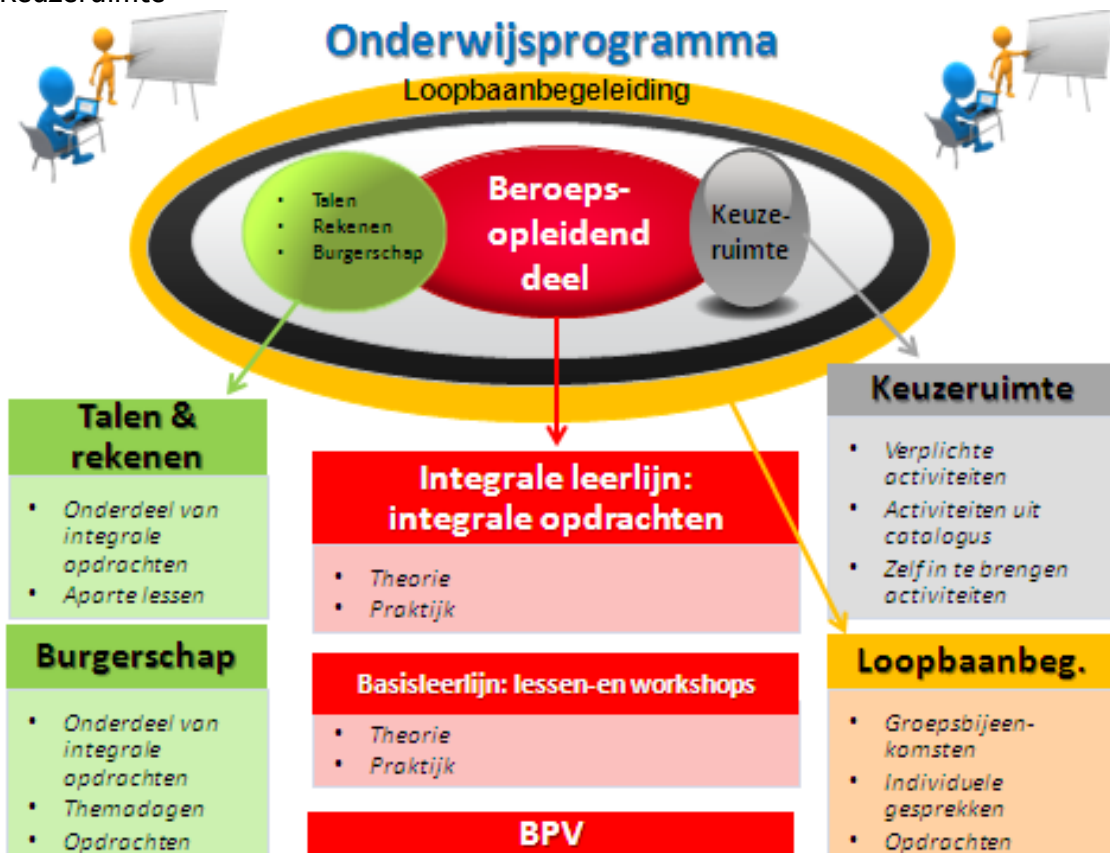 Keuzeruimte
Onderwijsprogramma
Loopbaanbegeleiding
• Talen
• Rekenen
• Burgerschap
Beroeps-
opleidend
deel
Keuze-
ruimte
Talen &
rekenen
• Onderdeel van
integrale
opdrachten
• Aparte lessen
Burgerschap
• Onderdeel van
integrale
opdrachten
• Themadagen
• Opdrachten
Integrale leerlijn:
integrale opdrachten
• Theorie
• Praktijk
Basisleerlijn: lessen-en workshops
• Theorie
• Praktijk
BPV
Keuzeruimte
• Verplichte
activiteiten
• Activiteiten uit
catalogus
• Zelf in te brengen
activiteiten
Loopbaanbeg.
• Groepsbijeen-
komsten
• Individuele
gesprekken
• Opdrachten